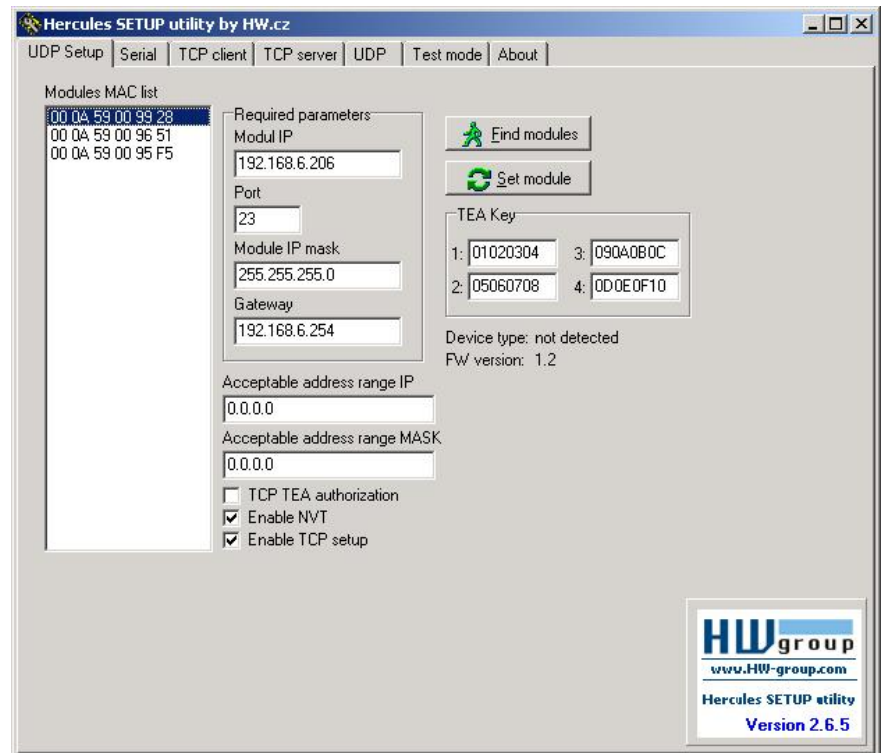 Hercules SETUP utility by HW.cz
UDP Setup Serial TCP client TCP server UDP Test mode About
Modules MAC list
00 0A 59 00 99 28
00 0A 59 00 96 51
00 0A 59 00 95 F5
Required parameters
Modul IP
192.168.6.206
Port
23
Module IP mask
255.255.255.0
Gateway
192.168.6.254
Acceptable address range IP
0.0.0.0
Acceptable address range MASK
0.0.0.0
TCP TEA authorization
Enable NVT
Enable TCP setup
Find modules
Set module
TEA Key
1: 01020304 3: 090A0B0C
2: 05060708 4: 0D0E0F10
Device type: not detected
FW version: 1.2
HW group
www.HW-group.com
Hercules SETUP utility
Version 2.6.5